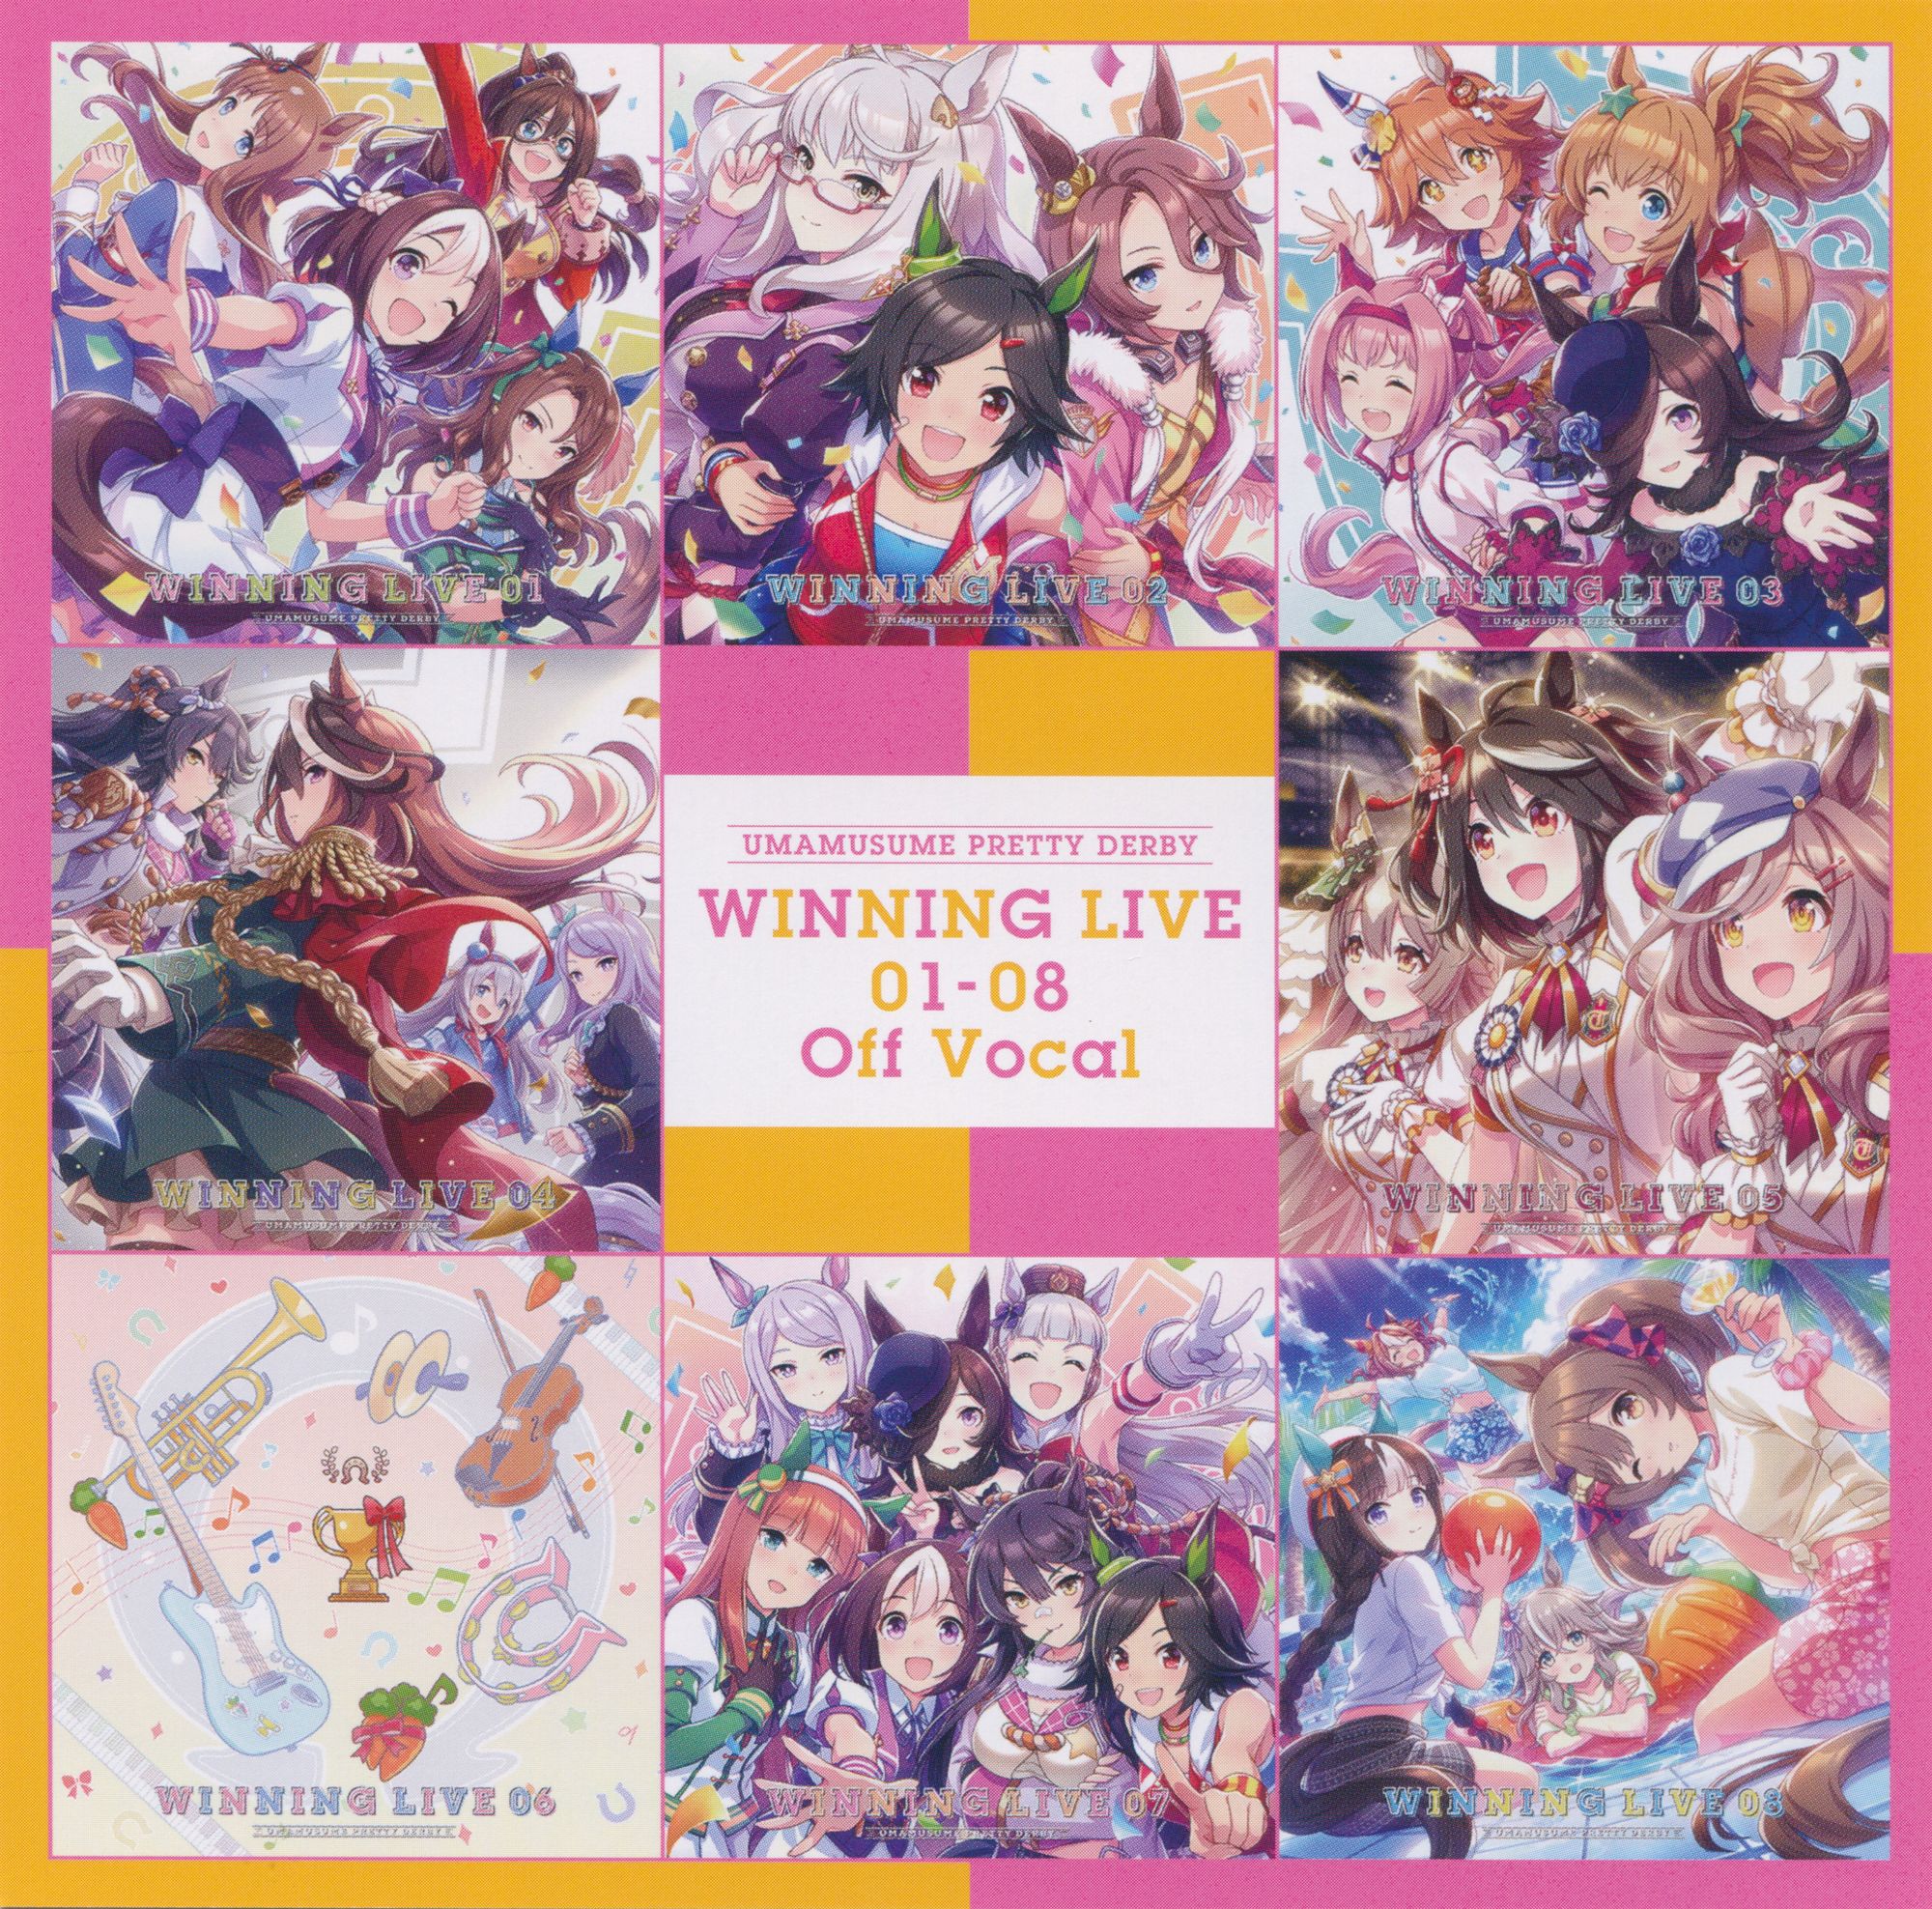 WINNING LIVE 01
UMAMUSUME PRETTY DERBY
WINNING LIVE 02
UMAMUSUME PRETTY DERBY
WINNING LIVE 03
UMAMUSUME PRETTY DERBY
WINNING LIVE 04
UMAMUSUME PRETTY DERBY
UMAMUSUME PRETTY DERBY
WINNING LIVE
01-08
Off Vocal
WINNING LIVE 05
UMAMUSUME PRETTY DERBY
WINNING LIVE 06
UMAMUSUME PRETTY DERBY
WINNING LIVE 07
UMAMUSUME PRETTY DERBY
WINNING LIVE 08
UMAMUSUME PRETTY DERBY